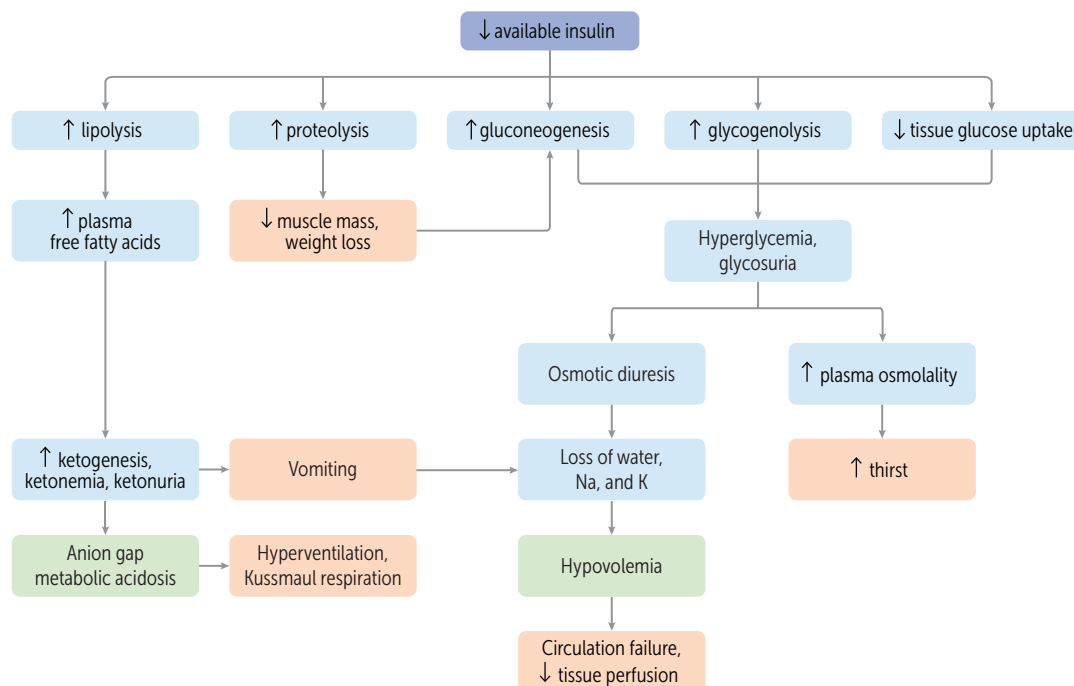 ↓ available insulin
↑ lipolysis
↑ proteolysis
↑ gluconeogenesis
↑ glycogenolysis
↓ tissue glucose uptake
↑ plasma
free fatty acids
↓ muscle mass,
weight loss
Hyperglycemia,
glycosuria
Osmotic diuresis
↑ plasma osmolality
↑ ketogenesis,
ketonemia, ketonuria
Vomiting
Loss of water,
Na, and K
↑ thirst
Anion gap
metabolic acidosis
Hyperventilation,
Kussmaul respiration
Hypovolemia
Circulation failure,
↓ tissue perfusion